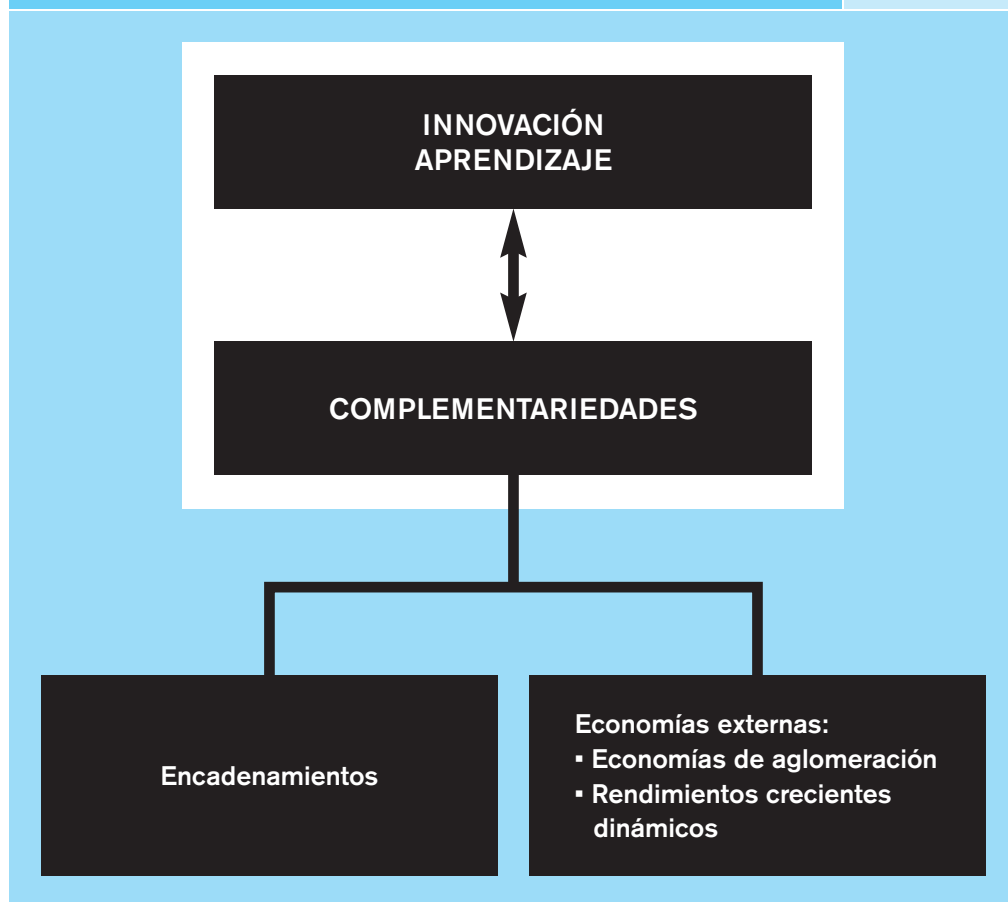 INNOVACIÓN
APRENDIZAJE
COMPLEMENTARIEDADES
Encadenamientos
Economías externas:
▪ Economías de aglomeración
▪ Rendimientos crecientes
dinámicos